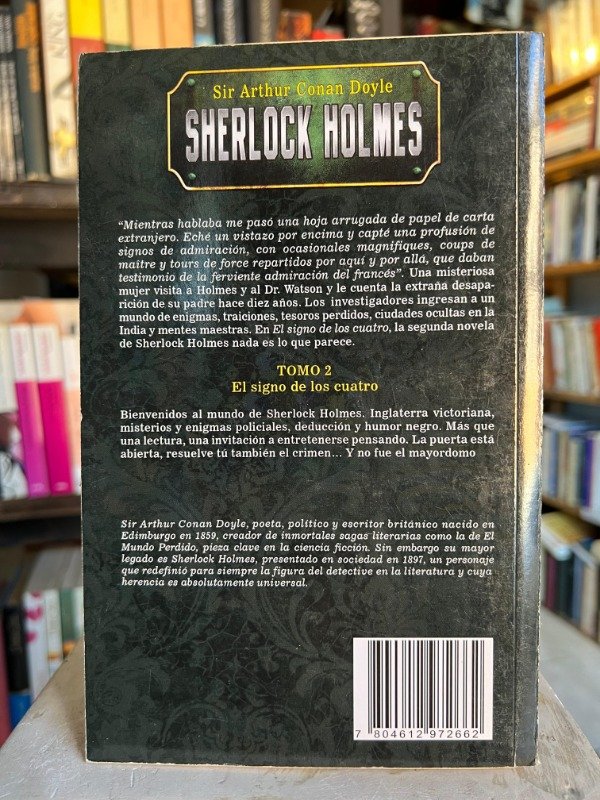 Sir Arthur Conan Doyle
SHERLOCK HOLMES
“Mientras hablaba me pasó una hoja arrugada de papel de carta
extranjero. Eché un vistazo por encima y capté una profusión de
signos de admiración, con ocasionales magnifiques, coups de
maitre y tours de force repartidos por aquí y por allá, que daban
testimonio de la ferviente admiración del francés”. Una misteriosa
mujer visita a Holmes y al Dr. Watson y le cuenta la extraña desapa-
rición de su padre hace diez años. Los investigadores ingresan a un
mundo de enigmas, traiciones, tesoros perdidos, ciudades ocultas en la
India y mentes maestras. En El signo de los cuatro, la segunda novela
de Sherlock Holmes nada es lo que parece.
TOMO 2
El signo de los cuatro
Bienvenidos al mundo de Sherlock Holmes. Inglaterra victoriana,
misterios y enigmas policiales, deducción y humor negro. Más que
una lectura, una invitación a entretenerse pensando. La puerta está
abierta, resuelve tú también el crimen... Y no fue el mayordomo
Sir Arthur Conan Doyle, poeta, político y escritor británico nacido en
Edimburgo en 1859, creador de inmortales sagas literarias como la de El
Mundo Perdido, pieza clave en la ciencia ficción. Sin embargo su mayor
legado es Sherlock Holmes, presentado en sociedad en 1897, un personaje
que redefinió para siempre la figura del detective en la literatura y cuya
herencia es absolutamente universal.
7 804612 972662